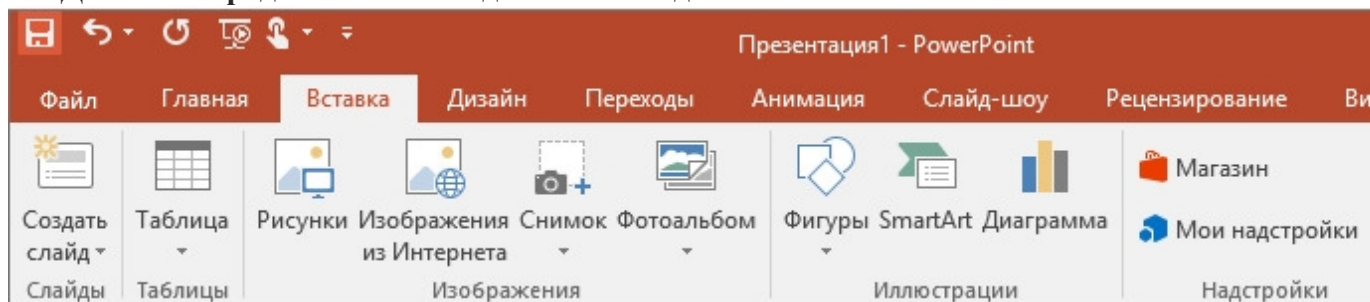 Презентация1 - PowerPoint
Файл Главная Вставка Дизайн Переходы Анимация Слайд-шоу Рецензирование
Создать слайд
Таблица
Рисунки
Изображения из Интернета
Снимок
Фотоальбом
Фигуры
SmartArt
Диаграмма
Магазин
Мои надстройки
Слайды Таблицы Изображения Иллюстрации Надстройки